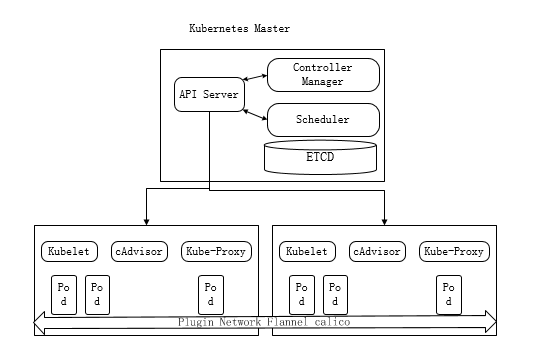 Kubernetes Master
Controller
Manager
API Server
Scheduler
ETCD
Kubelet
cAdvisor
Kube-Proxy
Kubelet
cAdvisor
Kube-Proxy
Po
d
Po
d
Po
d
Po
d
Po
d
Po
d
Plugin Network Flannel calico